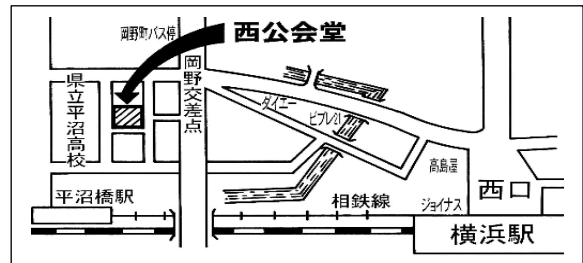 岡野町バス停
西公会堂
県立平沼高校
岡野交差点
ダイエー
ビブレ21
高島屋
西口
平沼橋駅
相鉄線
ジョイナス
横浜駅